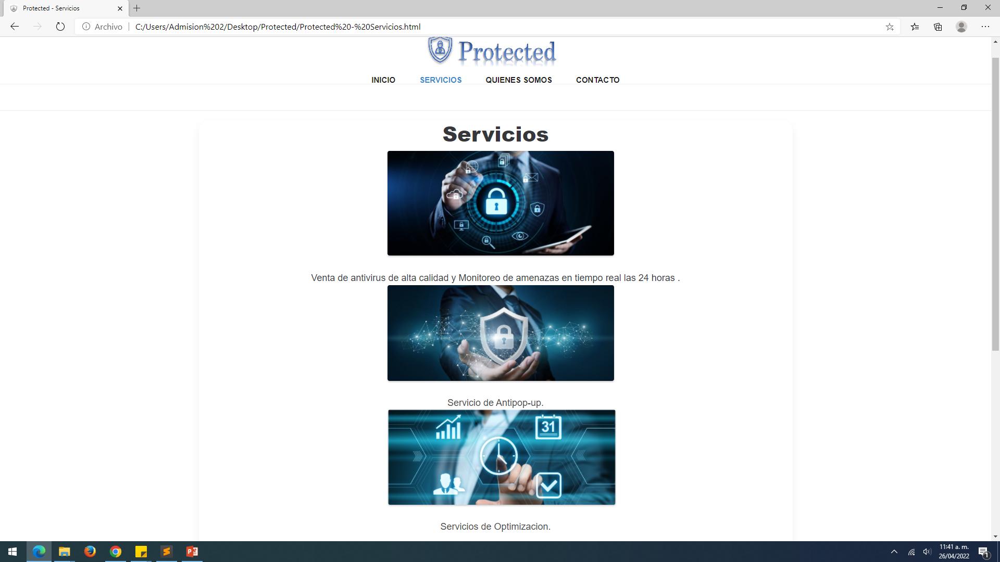 Protected - Servicios
Archivo
C:/Users/Admision%202/Desktop/Protected/Protected%20-%20Servicios.html
Protected
INICIO SERVICIOS QUIENES SOMOS CONTACTO
Servicios
Venta de antivirus de alta calidad y Monitoreo de amenazas en tiempo real las 24 horas .
Servicio de Antipop-up.
31
Servicios de Optimizacion.
11:41 a. m.
26/04/2022
1